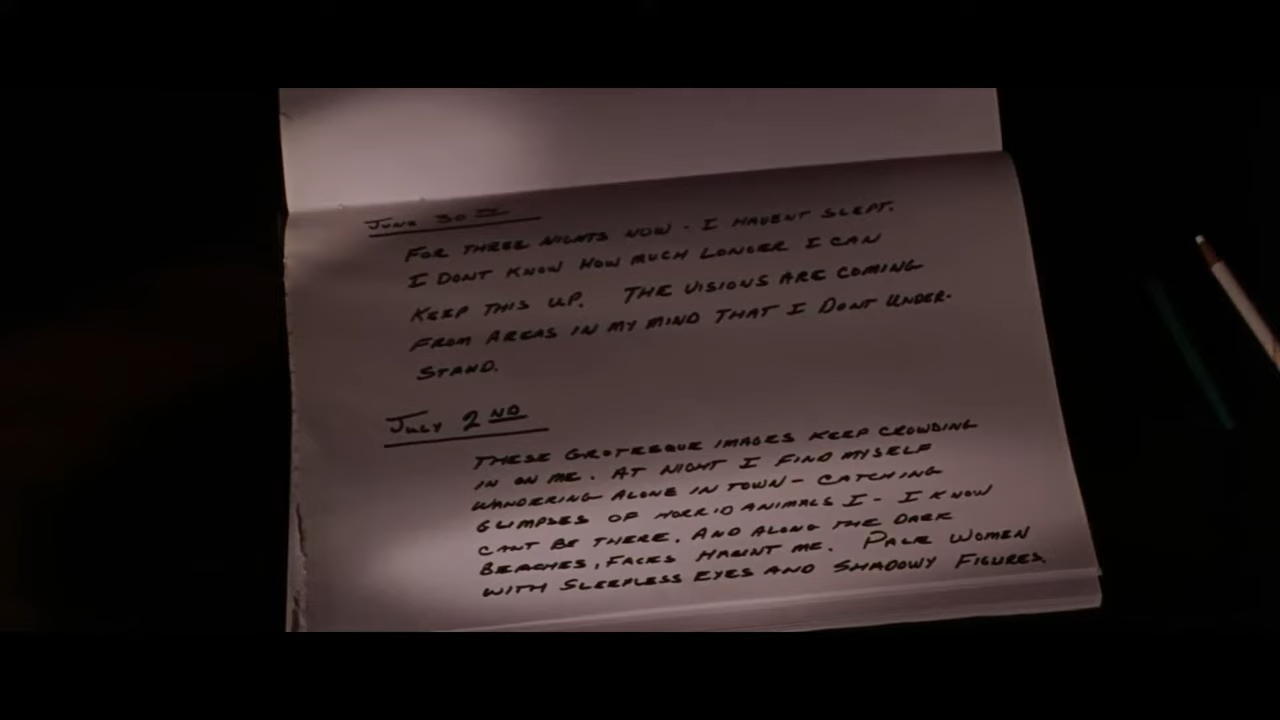 JUNE 30TH
FOR THREE NIGHTS NOW - I HAVENT SLEPT.
I DONT KNOW HOW MUCH LONGER I CAN
KEEP THIS UP. THE VISIONS ARE COMING
FROM AREAS IN MY MIND THAT I DONT UNDER-
STAND.
JULY 2ND
THESE GROTESQUE IMAGES KEEP CROWDING
IN ON ME. AT NIGHT I FIND MYSELF
WANDERING ALONE IN TOWN - CATCHING
GLIMPSES OF HORRID ANIMALS I - I KNOW
CANT BE THERE. AND ALONG THE DARK
BEACHES, FACES HAUNT ME. PALE WOMEN
WITH SLEEPLESS EYES AND SHADOWY FIGURES.